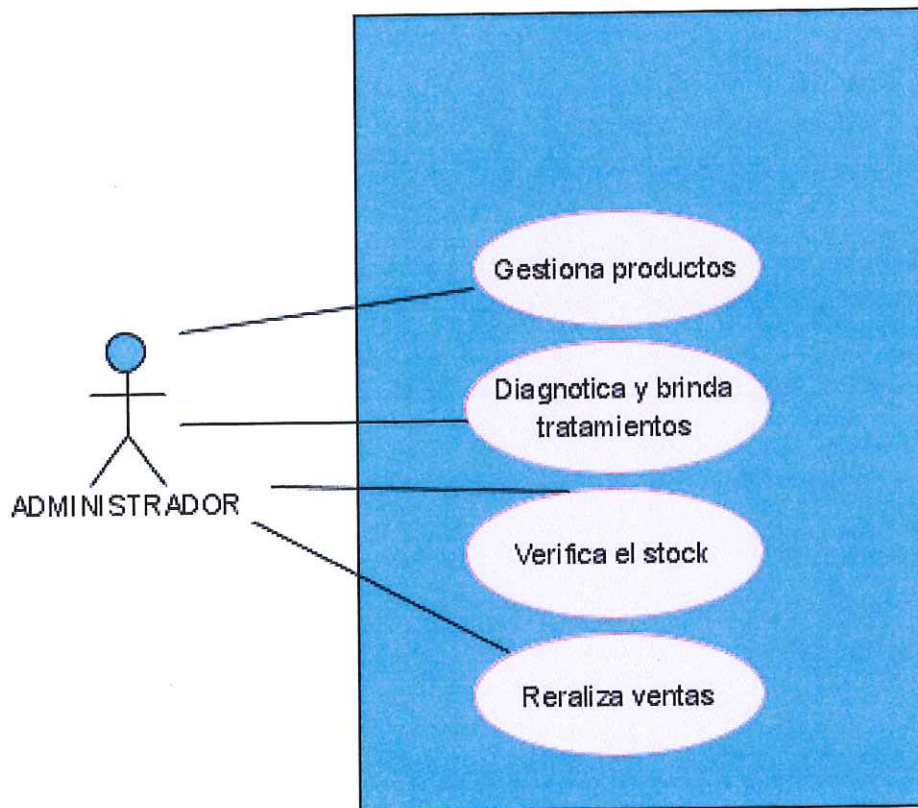 Gestiona productos
Diagnotica y brinda
tratamientos
ADMINISTRADOR
Verifica el stock
Reraliza ventas